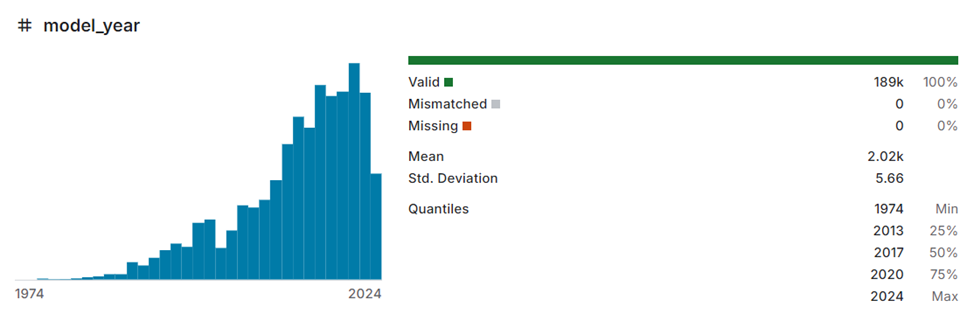 # model_year
1974 2024
Valid 189k 100%
Mismatched 0 0%
Missing 0 0%
Mean 2.02k
Std. Deviation 5.66
Quantiles 1974 Min
2013 25%
2017 50%
2020 75%
2024 Max